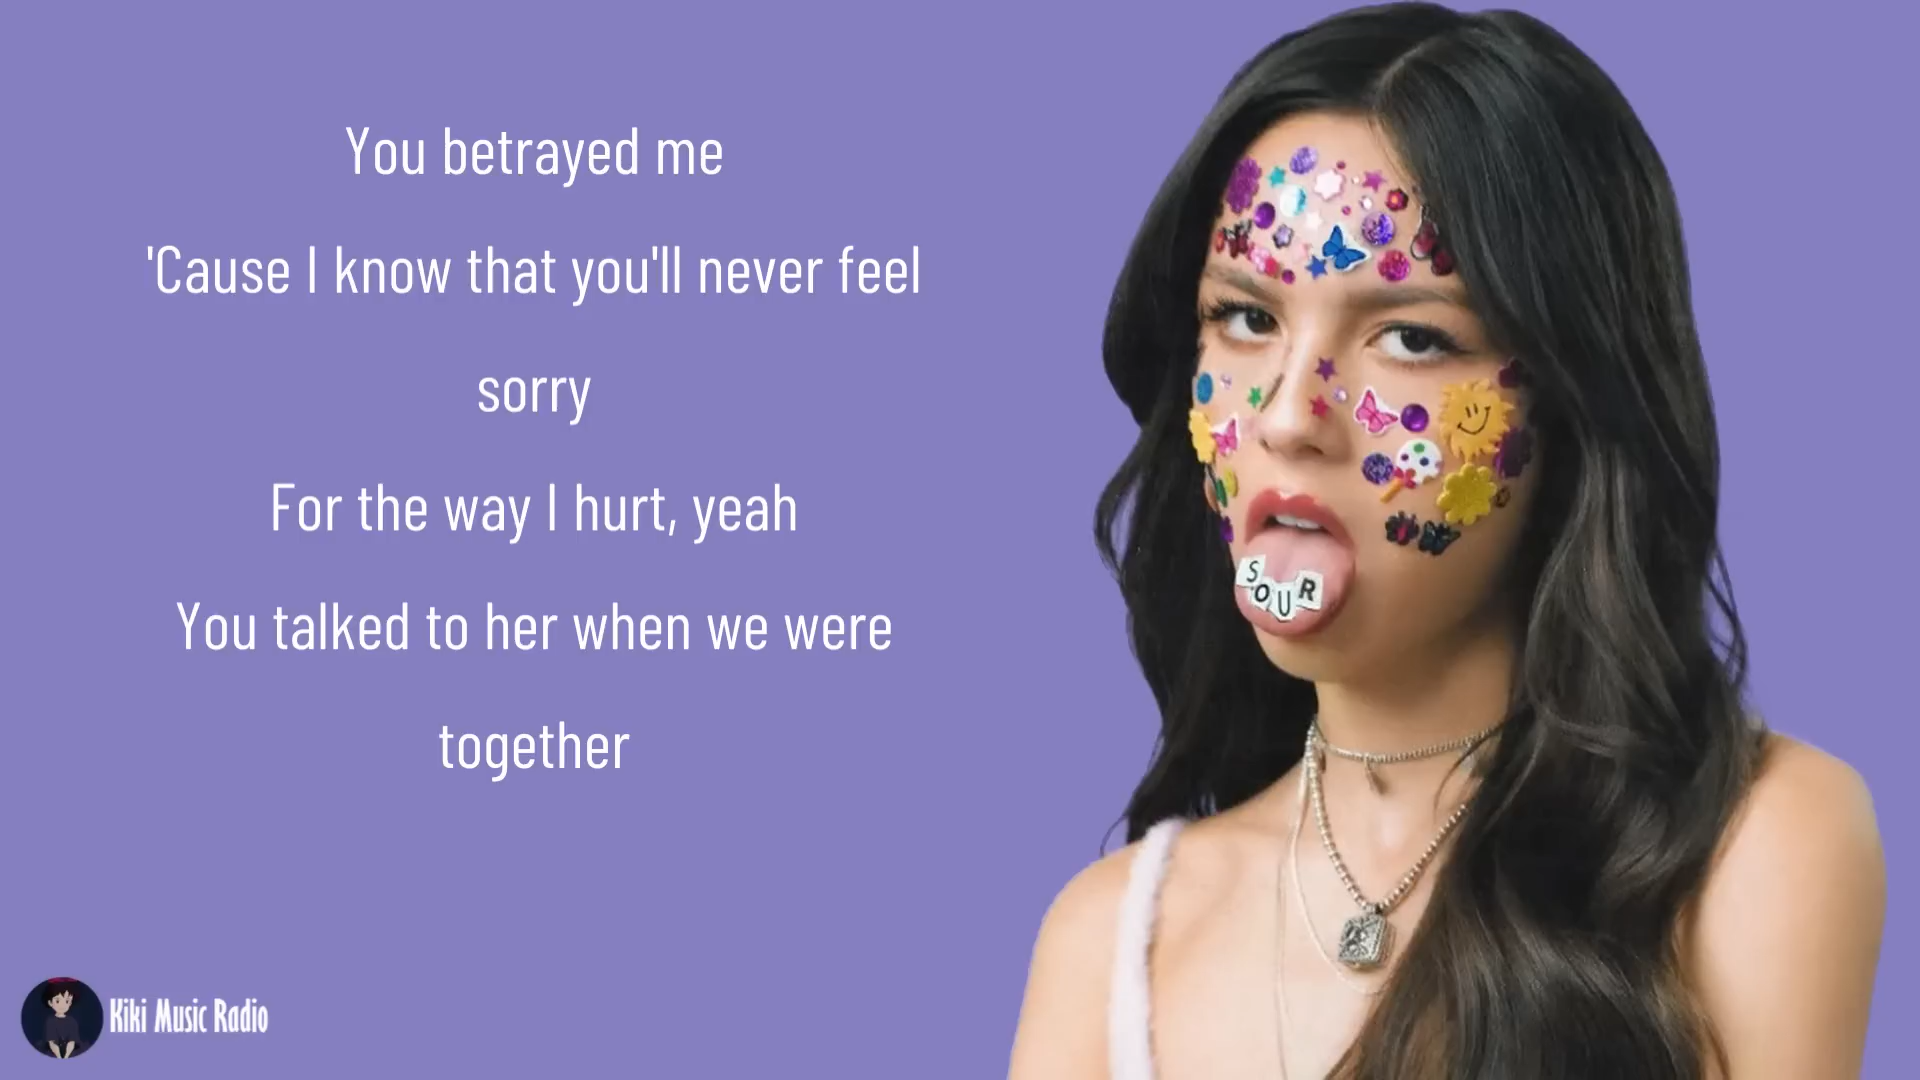 You betrayed me
'Cause I know that you'll never feel
sorry
For the way I hurt, yeah
You talked to her when we were
together
SOUR
Kiki Music Radio